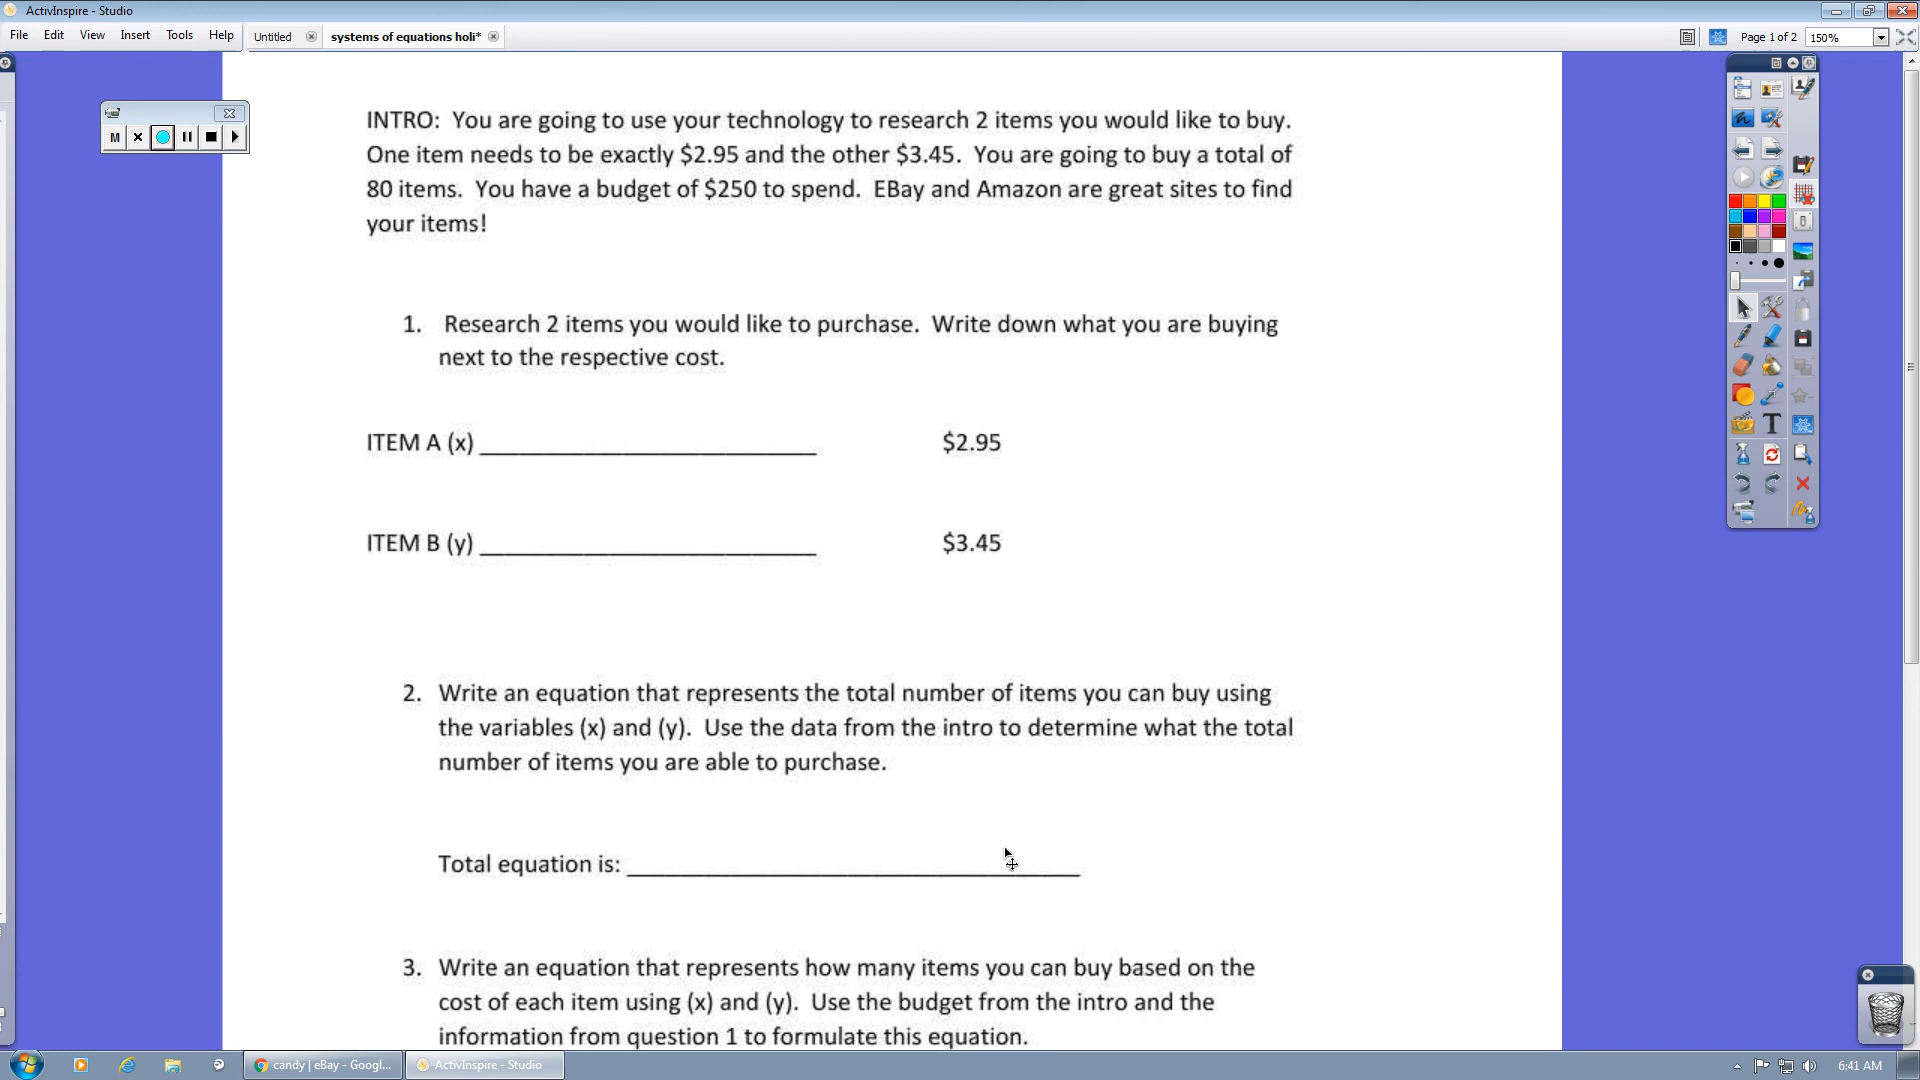 ActivInspire - Studio
File Edit View Insert Tools Help
Untitled
systems of equations holi*
Page 1 of 2
150%
INTRO:  You are going to use your technology to research 2 items you would like to buy.
One item needs to be exactly $2.95 and the other $3.45.  You are going to buy a total of
80 items.  You have a budget of $250 to spend.  EBay and Amazon are great sites to find
your items!
1.  Research 2 items you would like to purchase.  Write down what you are buying
next to the respective cost.
ITEM A (x) __________________________ $2.95
ITEM B (y) __________________________ $3.45
2.  Write an equation that represents the total number of items you can buy using
the variables (x) and (y).  Use the data from the intro to determine what the total
number of items you are able to purchase.
Total equation is: ___________________________________
3.  Write an equation that represents how many items you can buy based on the
cost of each item using (x) and (y).  Use the budget from the intro and the
information from question 1 to formulate this equation.
M
T
candy | eBay - Googl...
ActivInspire - Studio
6:41 AM